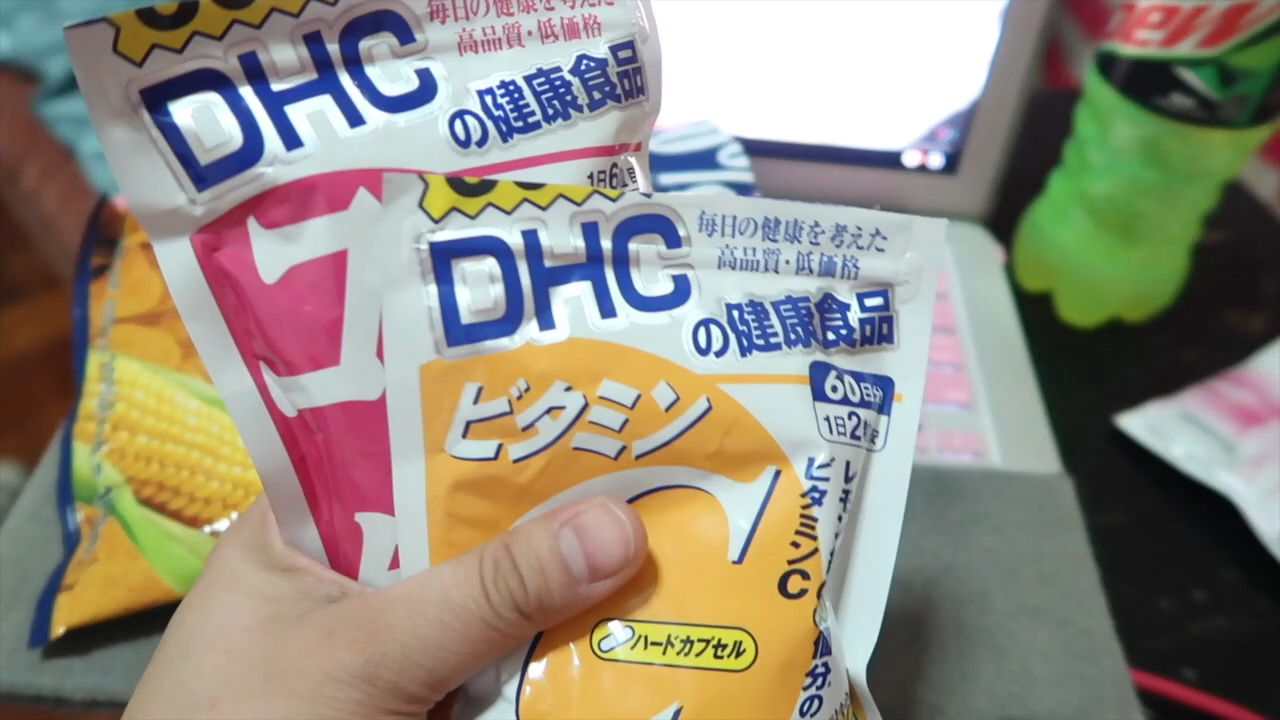 毎日の健康を考えた
高品質・低価格
DHC
の健康食品
コ
DHC
毎日の健康を考えた
高品質・低価格
の健康食品
60日分
1日2
ビタミン
C
ビタミンC
ハードカプセル